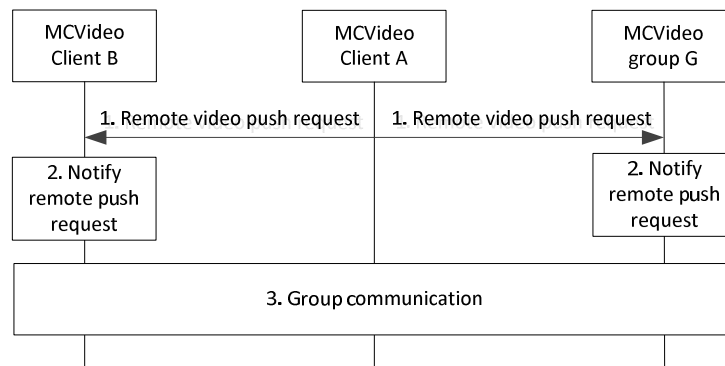 MCVideo
Client B
MCVideo
Client A
MCVideo
group G
1. Remote video push request
1. Remote video push request
2. Notify
remote push
request
2. Notify
remote push
request
3. Group communication